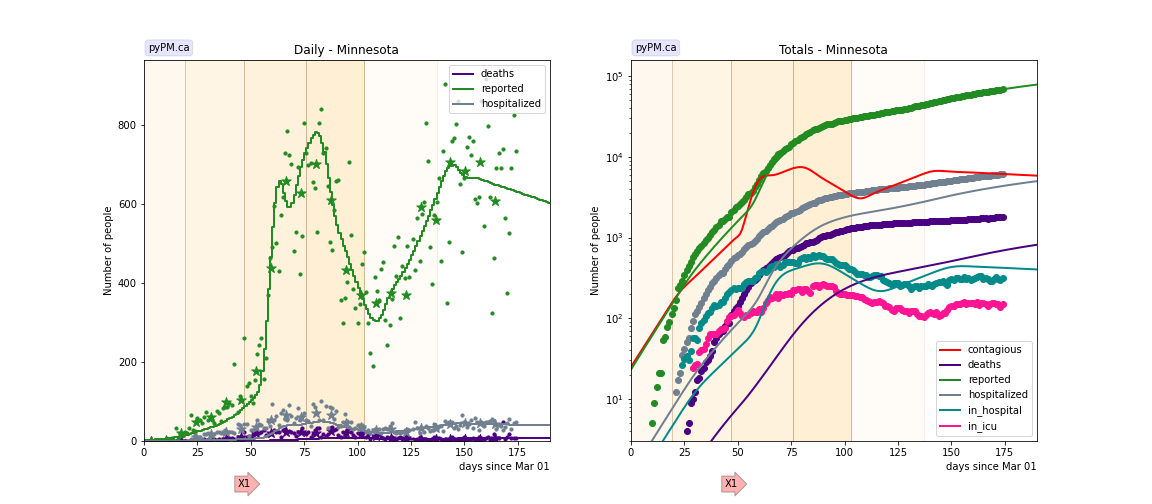 pyPM.ca
Daily - Minnesota
deaths
reported
hospitalized
Number of people
0
200
400
600
800
0
25
50
75
100
125
150
175
days since Mar 01
X1
pyPM.ca
Totals - Minnesota
Number of people
10⁵
10⁴
10³
10²
10¹
contagious
deaths
reported
hospitalized
in_hospital
in_icu
0
25
50
75
100
125
150
175
days since Mar 01
X1